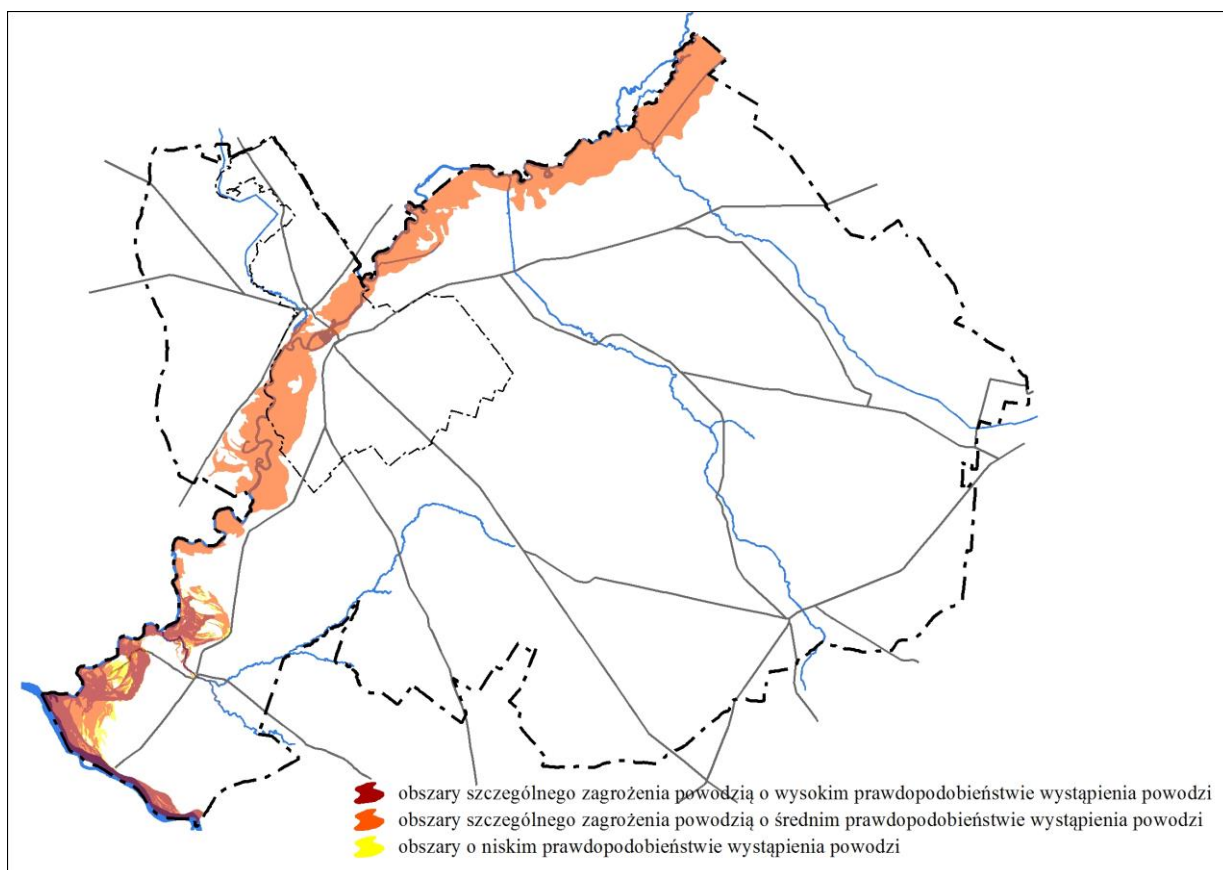 obszary szczególnego zagrożenia powodzią o wysokim prawdopodobieństwie wystąpienia powodzi
obszary szczególnego zagrożenia powodzią o średnim prawdopodobieństwie wystąpienia powodzi
obszary o niskim prawdopodobieństwie wystąpienia powodzi